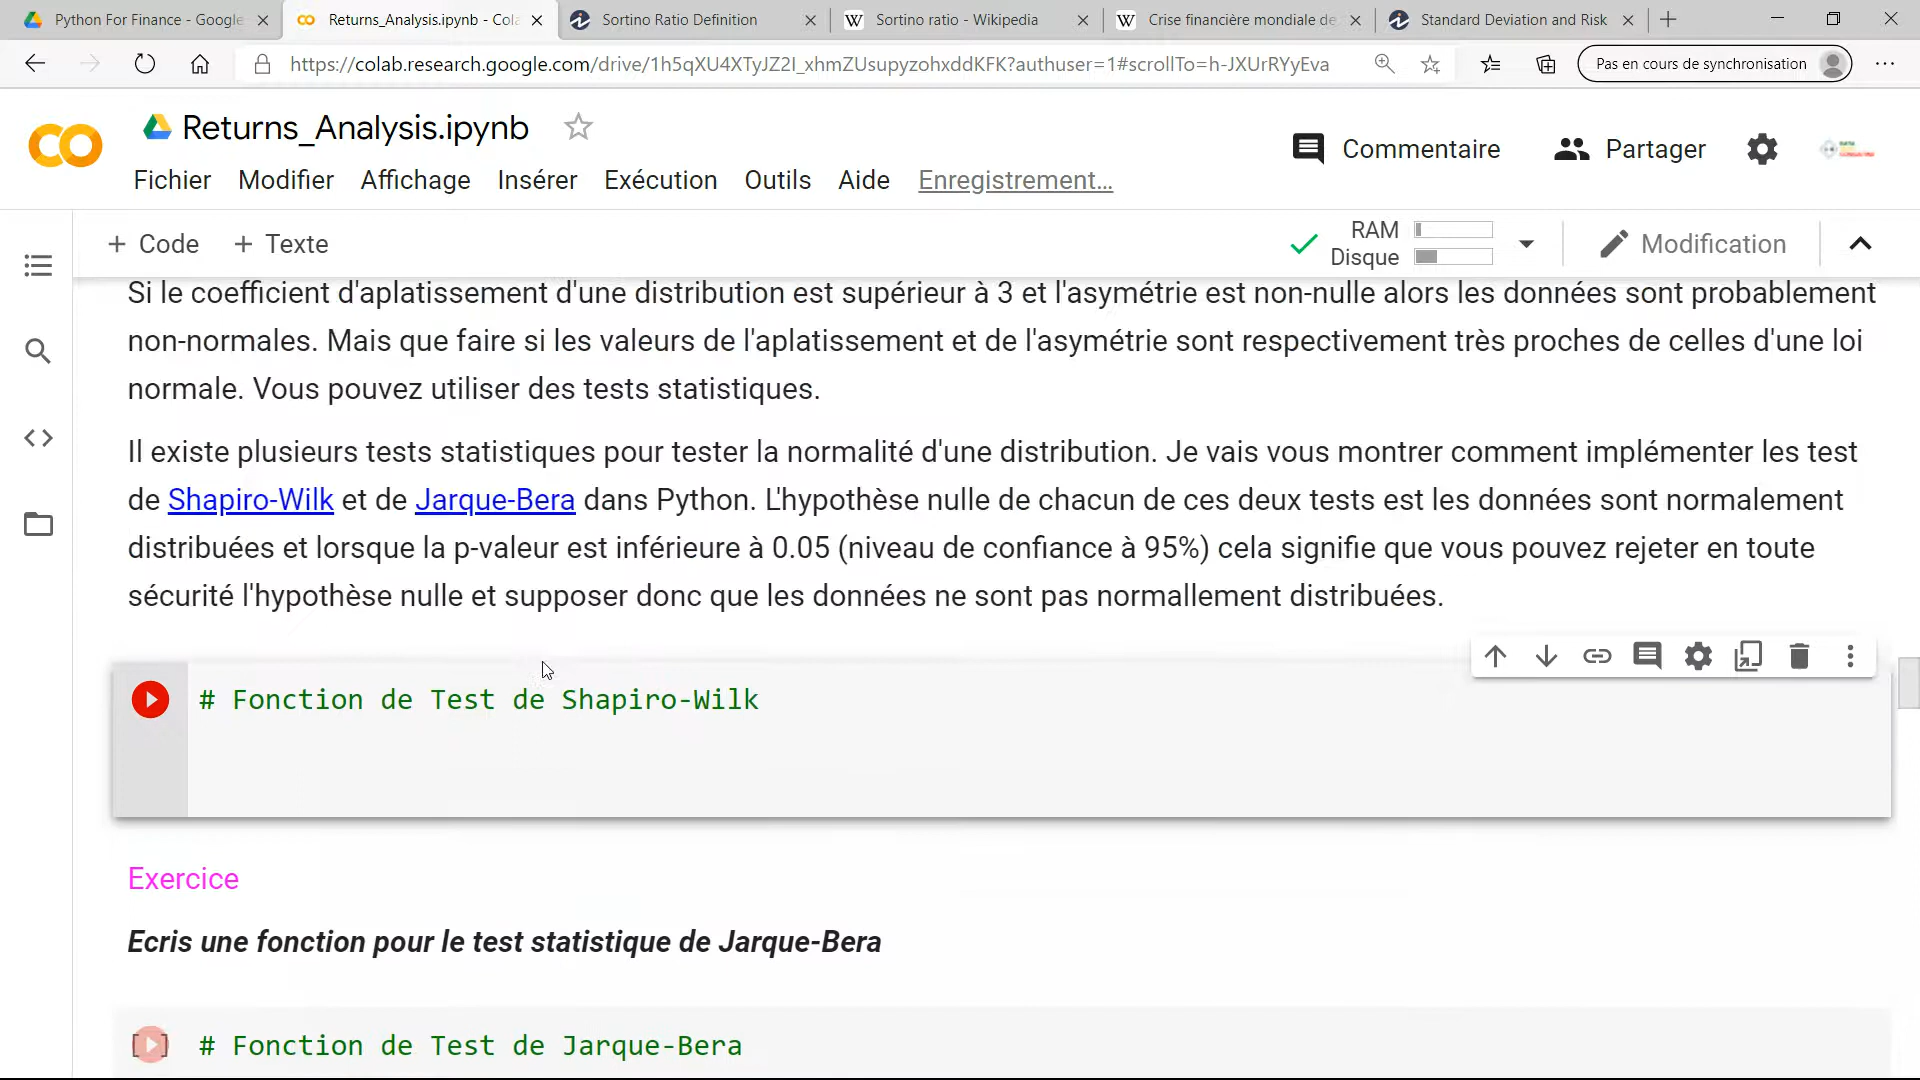 Python For Finance - Google
Returns_Analysis.ipynb - Cola
Sortino Ratio Definition
Sortino ratio - Wikipedia
Crise financière mondiale de
Standard Deviation and Risk
https://colab.research.google.com/drive/1h5qXU4XTyJZ2I_xhmZUsupyzohxddKFK?authuser=1#scrollTo=h-JXUrRYyEva
Pas en cours de synchronisation
Returns_Analysis.ipynb
Commentaire
Partager
Fichier Modifier Affichage Insérer Exécution Outils Aide Enregistrement...
+ Code + Texte
RAM
Disque
Modification
Si le coefficient d'aplatissement d'une distribution est supérieur à 3 et l'asymétrie est non-nulle alors les données sont probablement
non-normales. Mais que faire si les valeurs de l'aplatissement et de l'asymétrie sont respectivement très proches de celles d'une loi
normale. Vous pouvez utiliser des tests statistiques.
Il existe plusieurs tests statistiques pour tester la normalité d'une distribution. Je vais vous montrer comment implémenter les test
de Shapiro-Wilk et de Jarque-Bera dans Python. L'hypothèse nulle de chacun de ces deux tests est les données sont normalement
distribuées et lorsque la p-valeur est inférieure à 0.05 (niveau de confiance à 95%) cela signifie que vous pouvez rejeter en toute
sécurité l'hypothèse nulle et supposer donc que les données ne sont pas normallement distribuées.
# Fonction de Test de Shapiro-Wilk
Exercice
Ecris une fonction pour le test statistique de Jarque-Bera
# Fonction de Test de Jarque-Bera